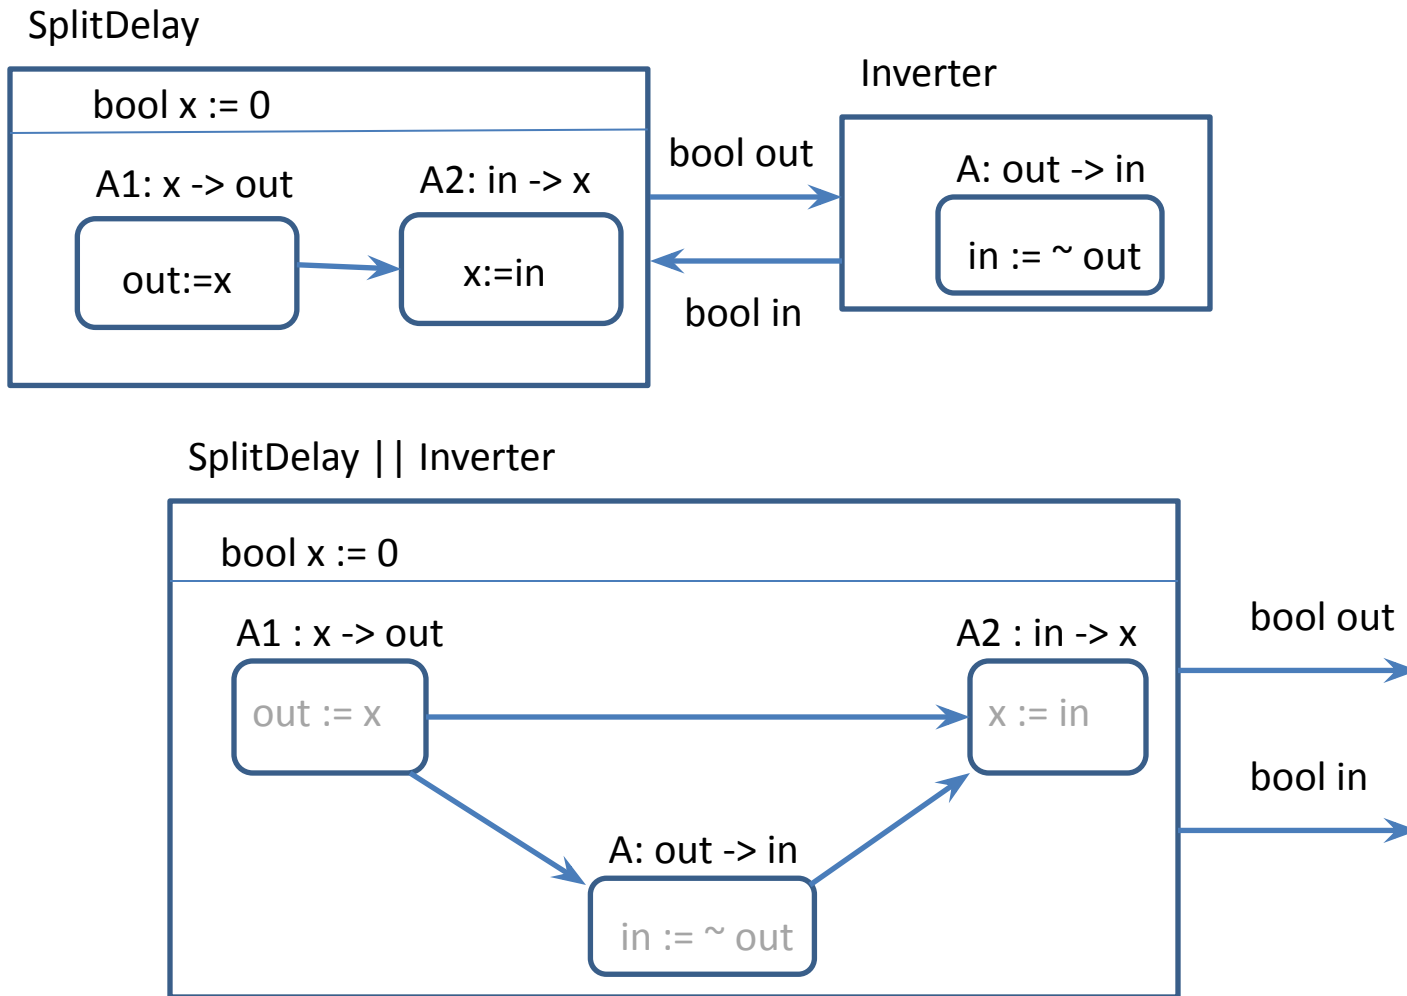 SplitDelay
Inverter
bool x := 0
A1: x -> out
A2: in -> x
out:=x
x:=in
bool out
bool in
A: out -> in
in := ~ out
SplitDelay || Inverter
bool x := 0
A1 : x -> out
A2 : in -> x
out := x
x := in
A: out -> in
in := ~ out
bool out
bool in